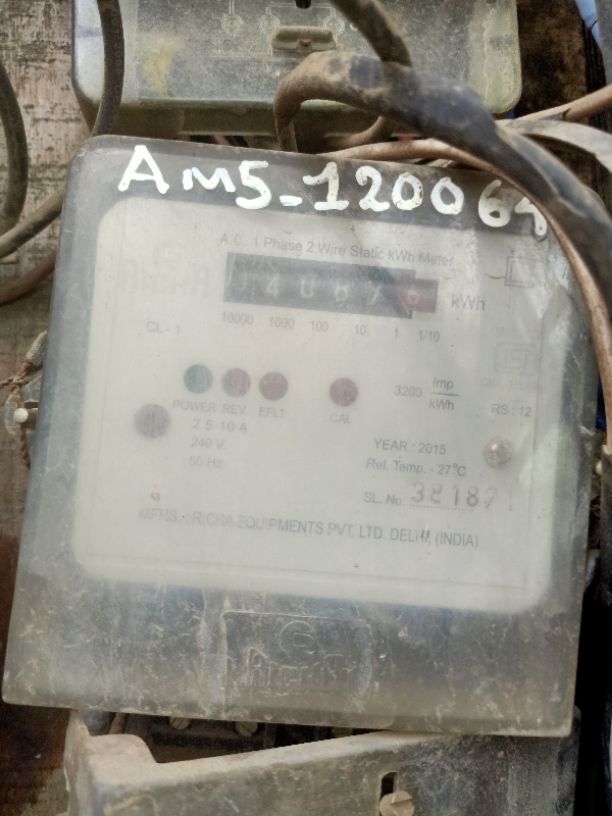 AM5-120064
A.C. 1 Phase 2 Wire Static kWh Meter
kWh
10000 1000 100 10 1 1/10
CL - 1
3200 Imp/kWh
POWER REV. EFLT CAL
RS : 12
2.5-10 A
240 V.
50 Hz
YEAR : 2015
Ref. Temp. - 27°C
SL. No. 381871
MFRS. : RICHA EQUIPMENTS PVT. LTD. DELHI, (INDIA)